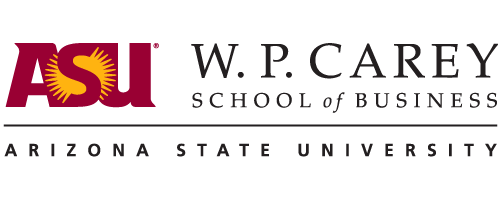 ASU®
W. P. CAREY
SCHOOL of BUSINESS
ARIZONA STATE UNIVERSITY